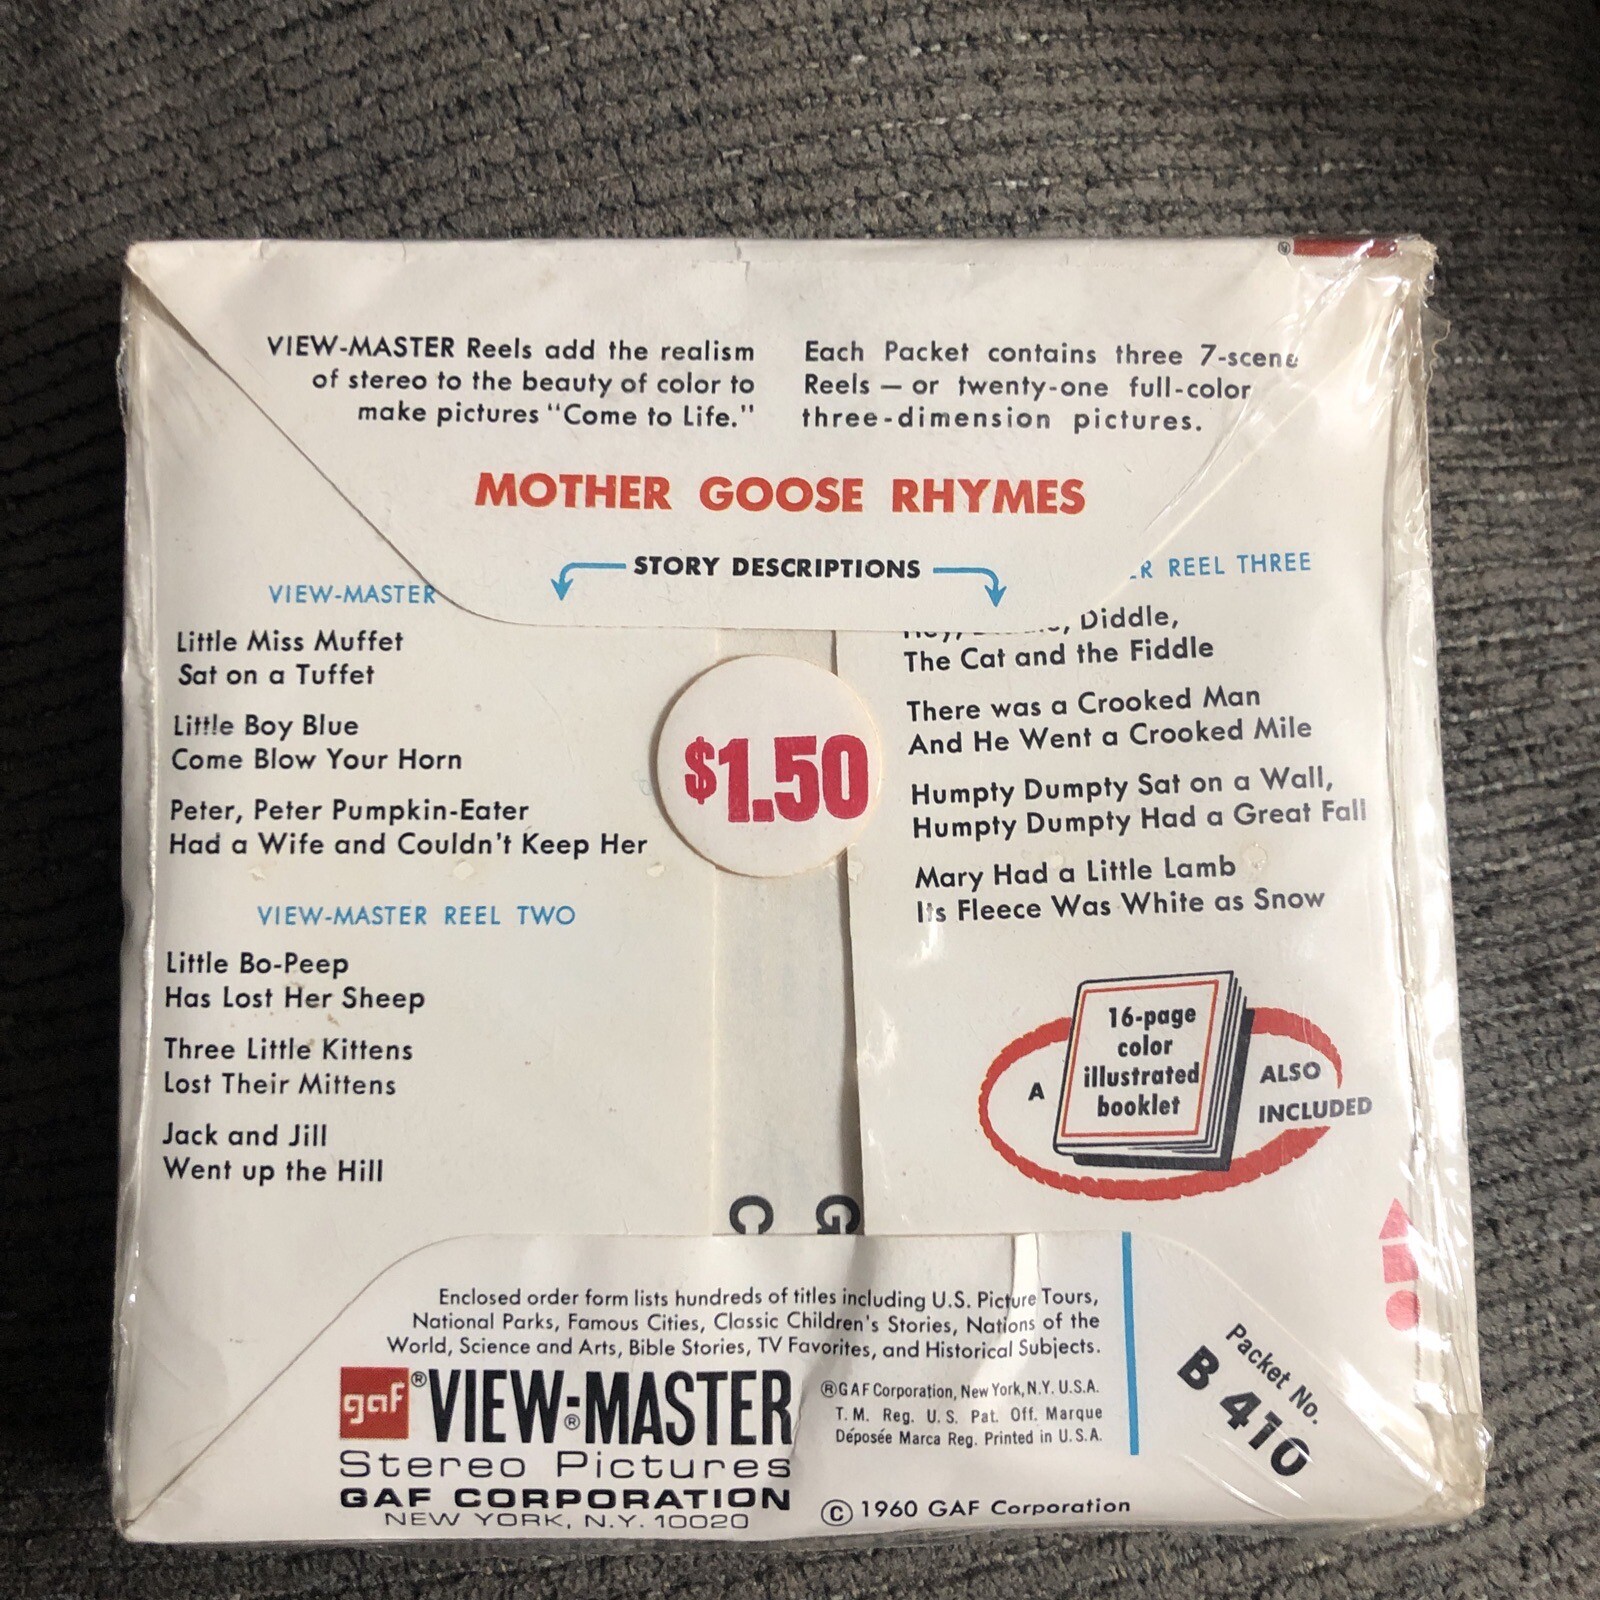 VIEW-MASTER Reels add the realism
of stereo to the beauty of color to
make pictures "Come to Life."
Each Packet contains three 7-scene
Reels — or twenty-one full-color
three-dimension pictures.
MOTHER GOOSE RHYMES
STORY DESCRIPTIONS
VIEW-MASTER
Little Miss Muffet
Sat on a Tuffet
Little Boy Blue
Come Blow Your Horn
Peter, Peter Pumpkin-Eater
Had a Wife and Couldn't Keep Her
VIEW-MASTER REEL TWO
Little Bo-Peep
Has Lost Her Sheep
Three Little Kittens
Lost Their Mittens
Jack and Jill
Went up the Hill
$1.50
R REEL THREE
Diddle,
The Cat and the Fiddle
There was a Crooked Man
And He Went a Crooked Mile
Humpty Dumpty Sat on a Wall,
Humpty Dumpty Had a Great Fall
Mary Had a Little Lamb
Its Fleece Was White as Snow
A
16-page
color
illustrated
booklet
ALSO
INCLUDED
C G
Enclosed order form lists hundreds of titles including U.S. Picture Tours,
National Parks, Famous Cities, Classic Children's Stories, Nations of the
World, Science and Arts, Bible Stories, TV Favorites, and Historical Subjects.
gaf® VIEW-MASTER®
Stereo Pictures
GAF CORPORATION
NEW YORK, N.Y. 10020
®GAF Corporation, New York, N.Y. U.S.A.
T. M. Reg. U. S. Pat. Off. Marque
Déposée Marca Reg. Printed in U.S.A.
© 1960 GAF Corporation
Packet No.
B 410